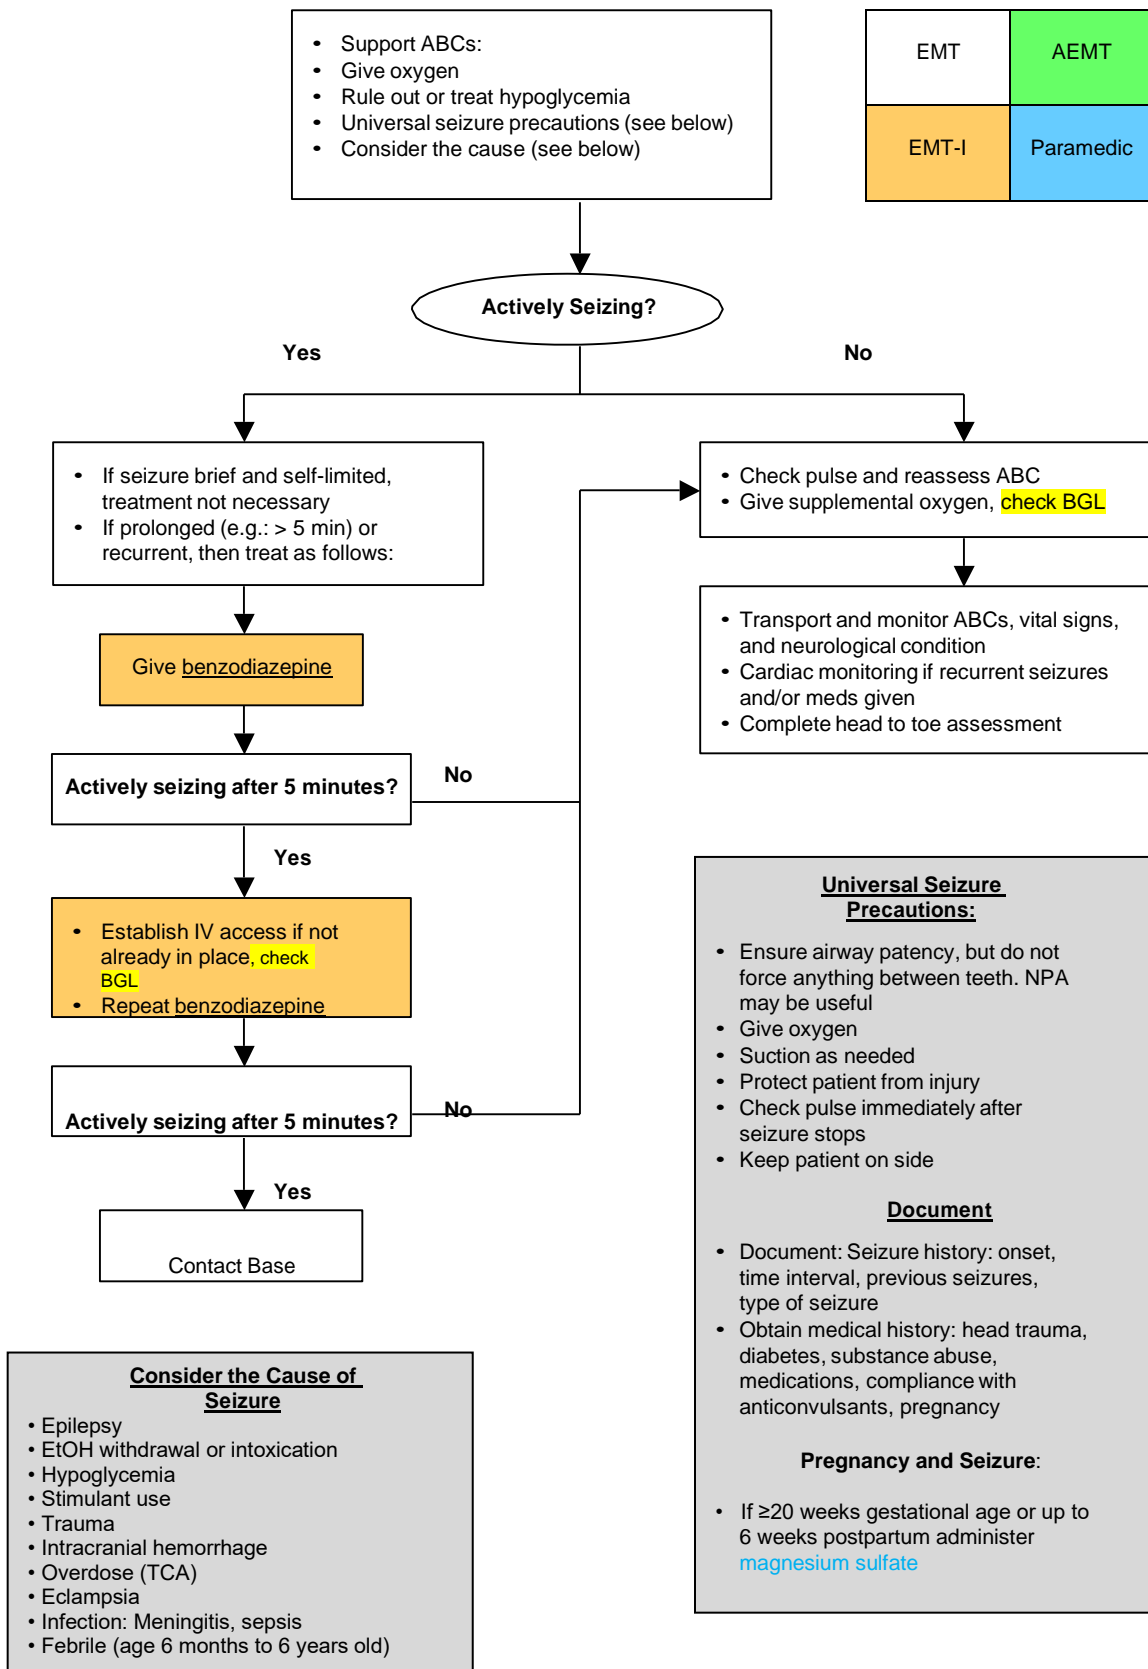 • Support ABCs:
• Give oxygen
• Rule out or treat hypoglycemia
• Universal seizure precautions (see below)
• Consider the cause (see below)
EMT
AEMT
EMT-I
Paramedic
Actively Seizing?
Yes
No
• If seizure brief and self-limited,
treatment not necessary
• If prolonged (e.g.: > 5 min) or
recurrent, then treat as follows:
• Check pulse and reassess ABC
• Give supplemental oxygen, check BGL
Give benzodiazepine
• Transport and monitor ABCs, vital signs,
and neurological condition
• Cardiac monitoring if recurrent seizures
and/or meds given
• Complete head to toe assessment
Actively seizing after 5 minutes?
No
Yes
• Establish IV access if not
already in place, check
BGL
• Repeat benzodiazepine
Actively seizing after 5 minutes?
No
Yes
Contact Base
Universal Seizure
Precautions:
• Ensure airway patency, but do not
force anything between teeth. NPA
may be useful
• Give oxygen
• Suction as needed
• Protect patient from injury
• Check pulse immediately after
seizure stops
• Keep patient on side
Document
• Document: Seizure history: onset,
time interval, previous seizures,
type of seizure
• Obtain medical history: head trauma,
diabetes, substance abuse,
medications, compliance with
anticonvulsants, pregnancy
Pregnancy and Seizure:
• If ≥20 weeks gestational age or up to
6 weeks postpartum administer
magnesium sulfate
Consider the Cause of
Seizure
• Epilepsy
• EtOH withdrawal or intoxication
• Hypoglycemia
• Stimulant use
• Trauma
• Intracranial hemorrhage
• Overdose (TCA)
• Eclampsia
• Infection: Meningitis, sepsis
• Febrile (age 6 months to 6 years old)